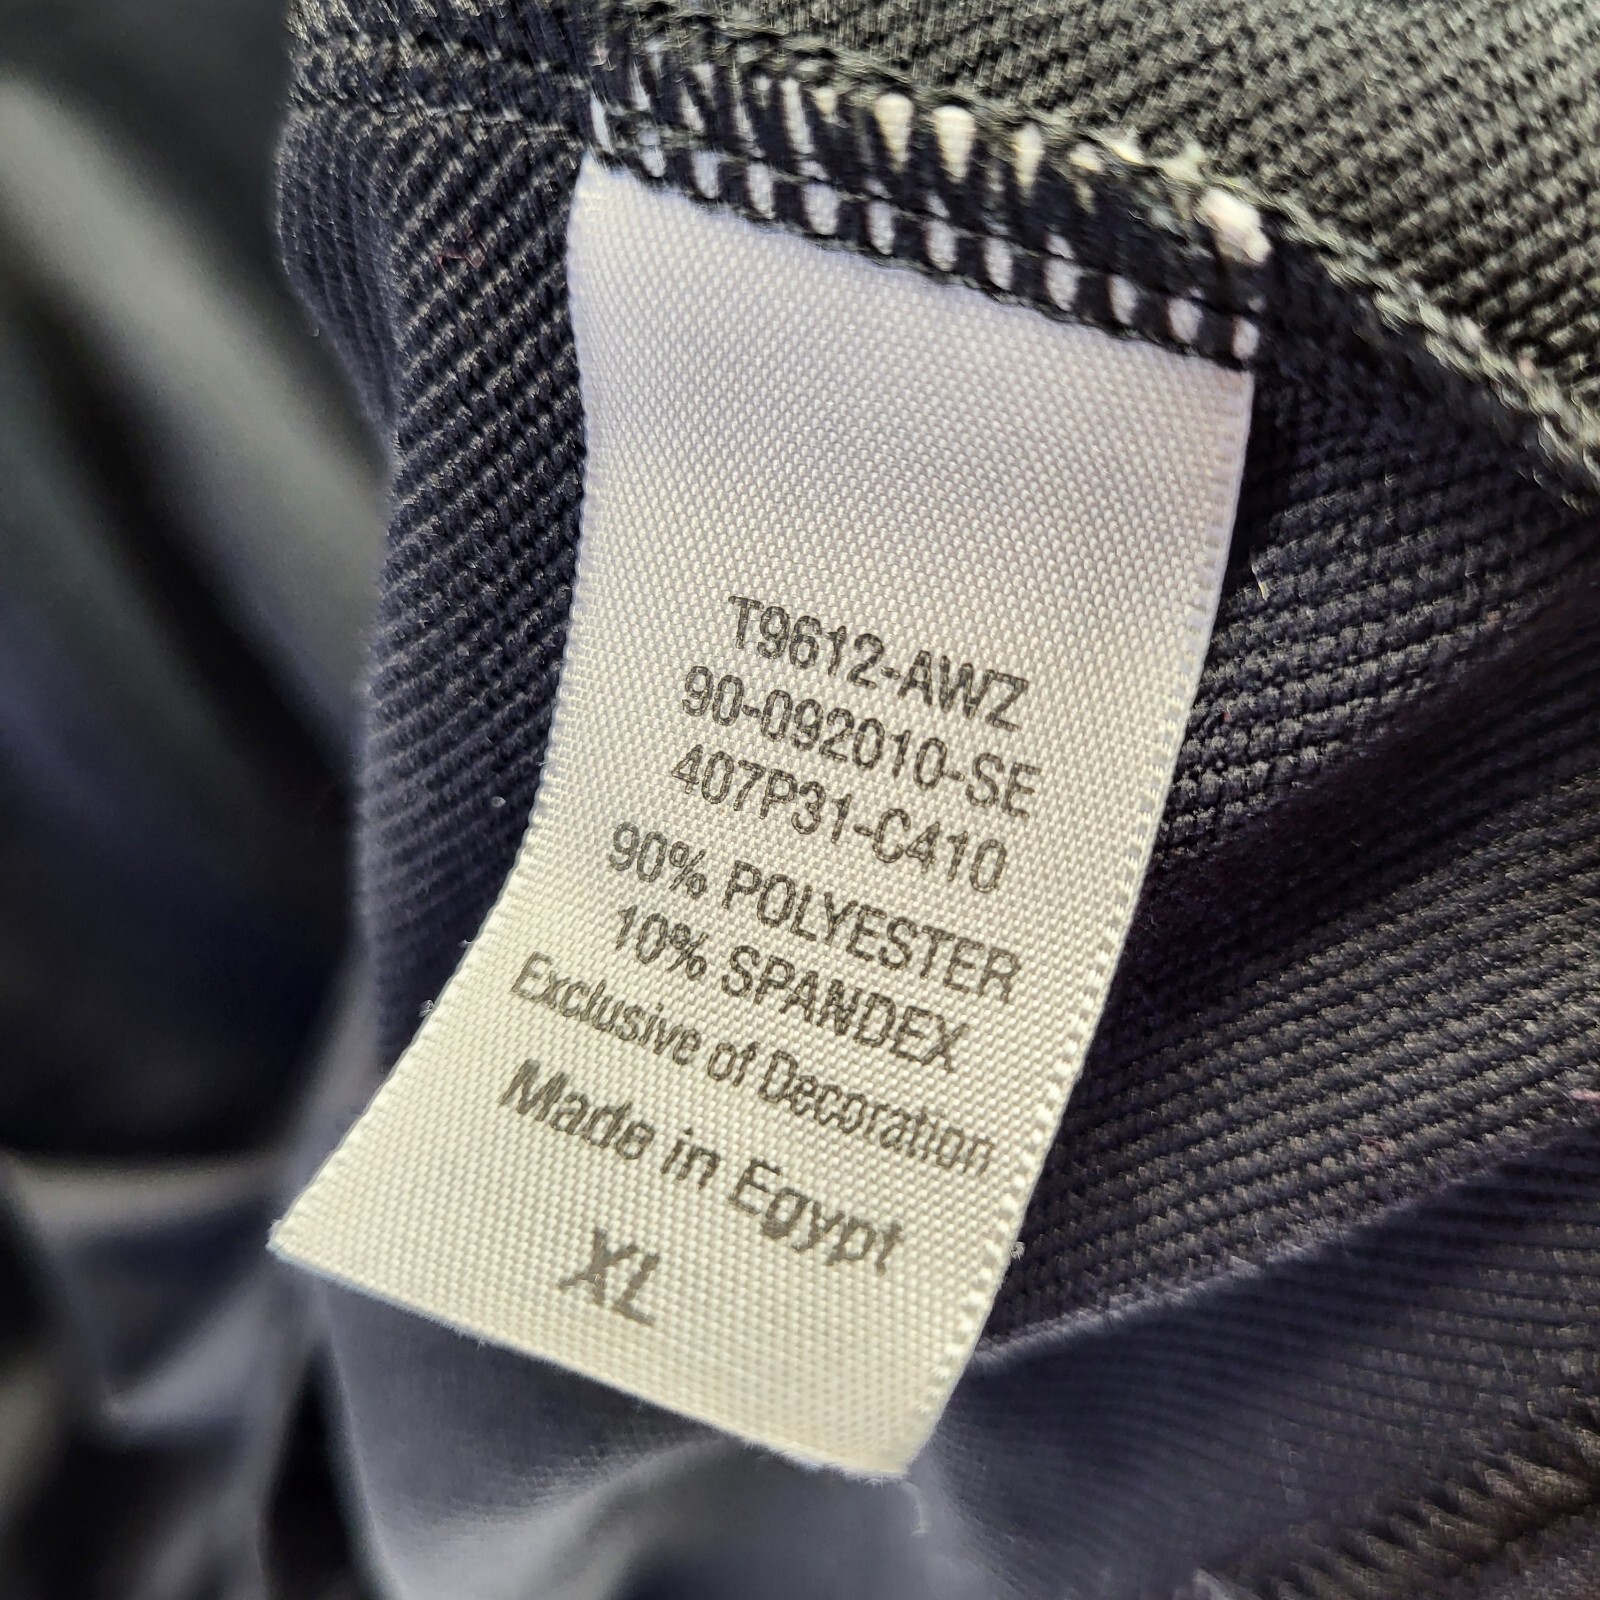 T9612-AWZ
90-092010-SE
407P31-C410
90% POLYESTER
10% SPANDEX
Exclusive of Decoration
Made in Egypt
XL